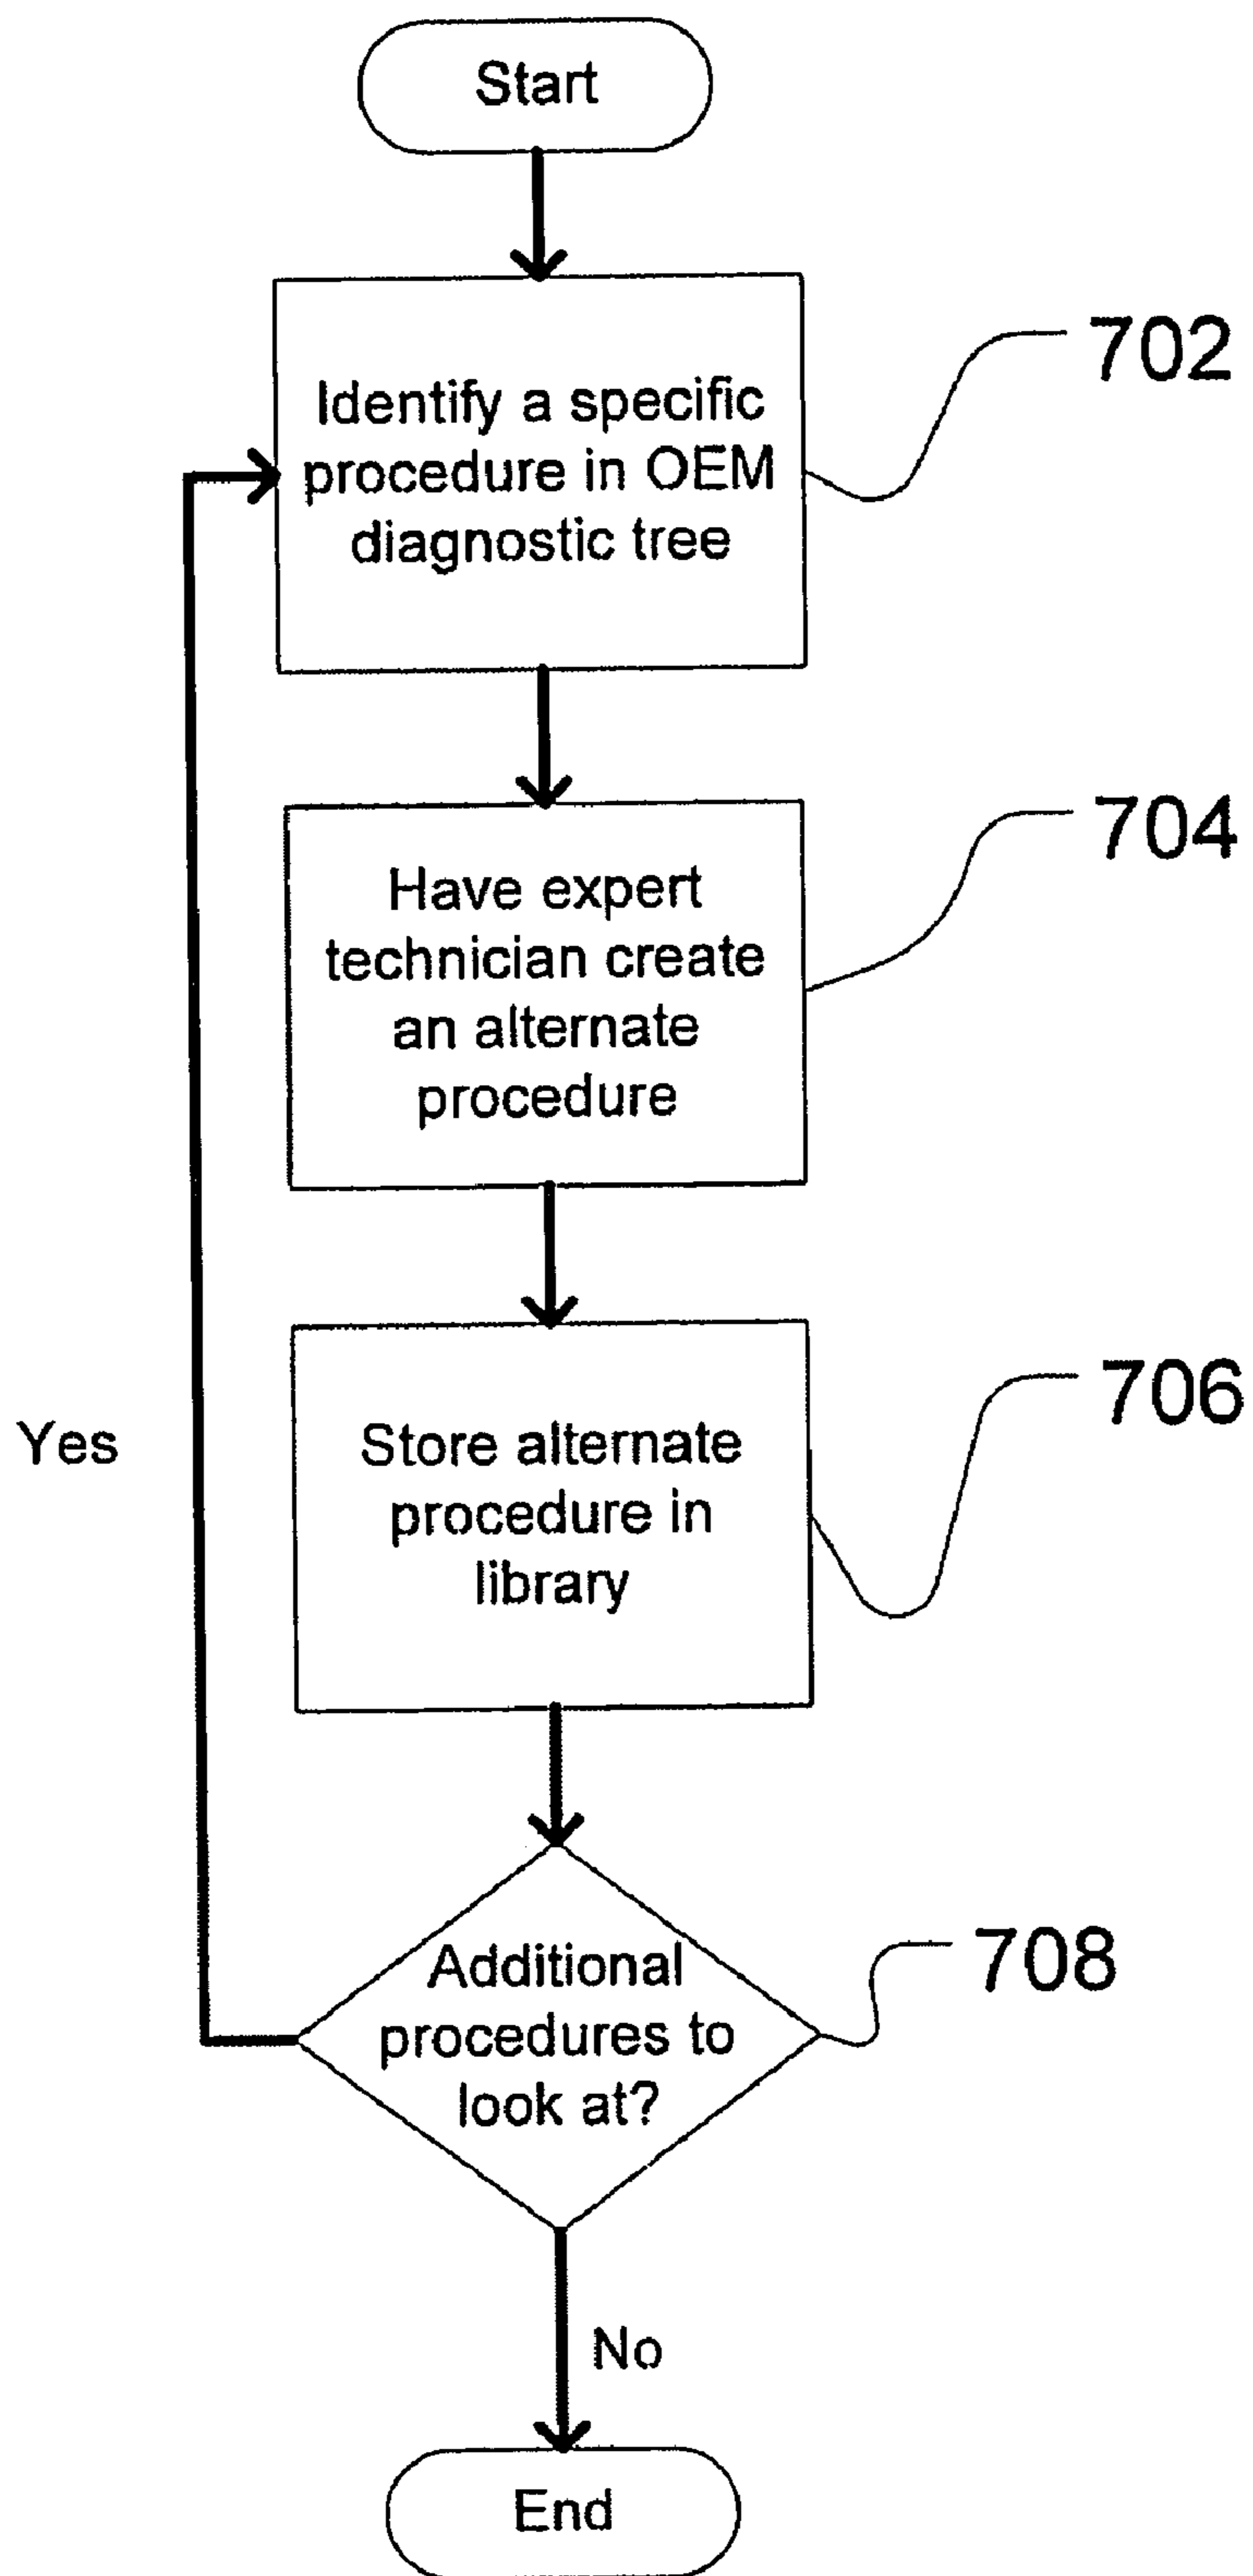 Start
Identify a specific
procedure in OEM
diagnostic tree
702
Have expert
technician create
an alternate
procedure
704
Store alternate
procedure in
library
706
Yes
Additional
procedures to
look at?
708
No
End